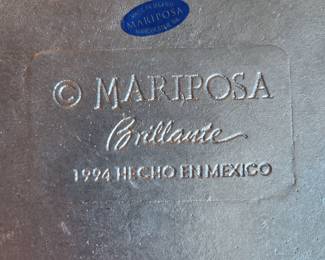 MARIPOSA
© MARIPOSA
Brillante
1994 HECHO EN MEXICO